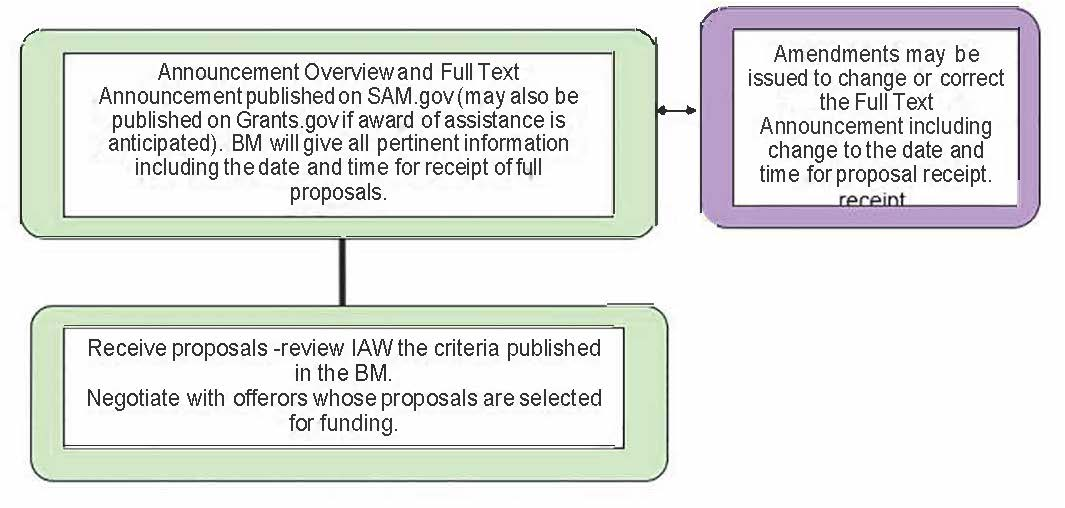 Announcement Overview and Full Text
Announcement published on SAM.gov (may also be
published on Grants.gov if award of assistance is
anticipated). BM will give all pertinent information
including the date and time for receipt of full
proposals.
Amendments may be
issued to change or correct
the Full Text
Announcement including
change to the date and
time for proposal receipt.
receipt
Receive proposals -review IAW the criteria published
in the BM.
Negotiate with offerors whose proposals are selected
for funding.